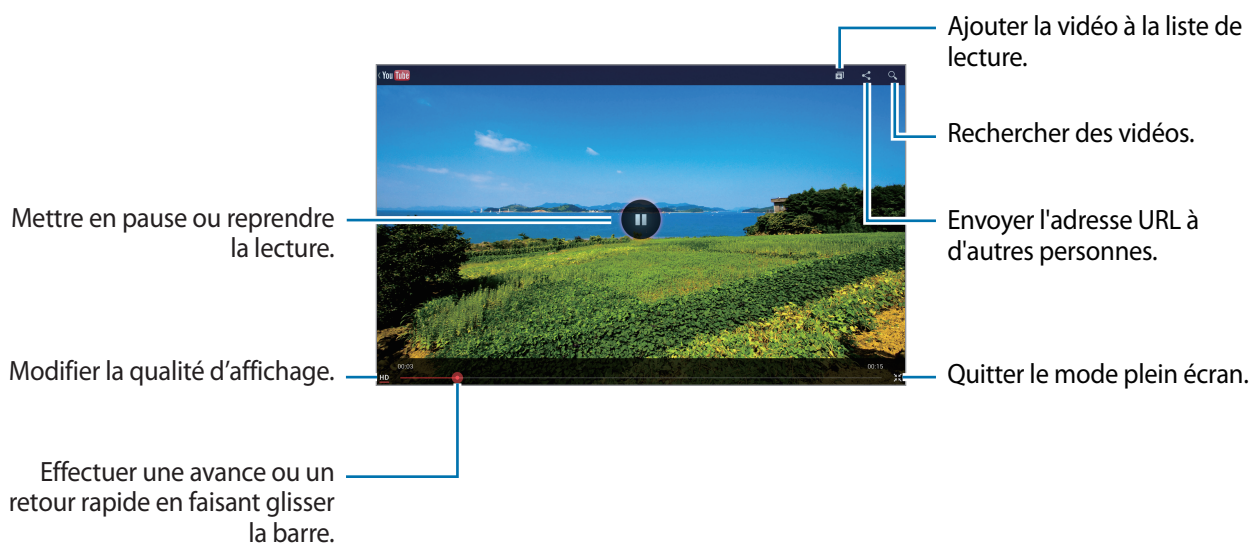 Ajouter la vidéo à la liste de
lecture.
You Tube
Rechercher des vidéos.
Mettre en pause ou reprendre
la lecture.
Envoyer l'adresse URL à
d'autres personnes.
00:03
00:15
HD
Modifier la qualité d’affichage.
Quitter le mode plein écran.
Effectuer une avance ou un
retour rapide en faisant glisser
la barre.